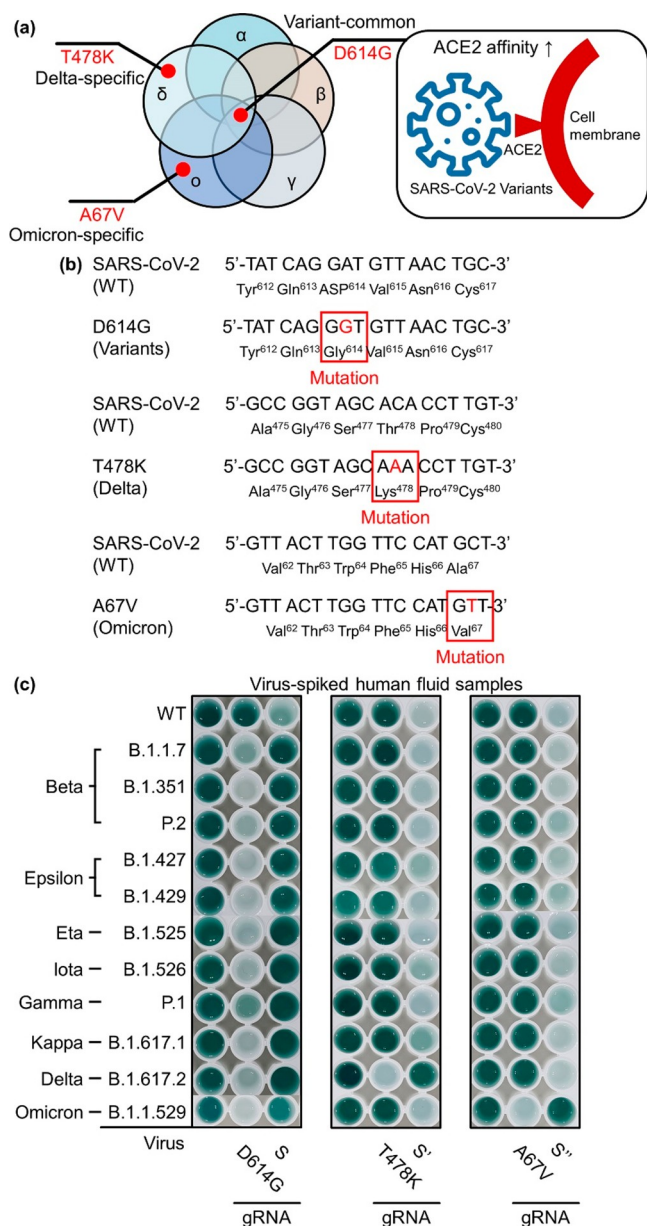 (a)
Variant-common
T478K
D614G
Delta-specific
α
δ
β
ο
γ
A67V
Omicron-specific
ACE2 affinity ↑
Cell
membrane
ACE2
SARS-CoV-2 Variants
(b)
SARS-CoV-2 5’-TAT CAG GAT GTT AAC TGC-3’
(WT) Tyr⁶¹² Gln⁶¹³ ASP⁶¹⁴ Val⁶¹⁵ Asn⁶¹⁶ Cys⁶¹⁷
D614G 5’-TAT CAG GGT GTT AAC TGC-3’
(Variants) Tyr⁶¹² Gln⁶¹³ Gly⁶¹⁴ Val⁶¹⁵ Asn⁶¹⁶ Cys⁶¹⁷
Mutation
SARS-CoV-2 5’-GCC GGT AGC ACA CCT TGT-3’
(WT) Ala⁴⁷⁵ Gly⁴⁷⁶ Ser⁴⁷⁷ Thr⁴⁷⁸ Pro⁴⁷⁹Cys⁴⁸⁰
T478K 5’-GCC GGT AGC AAA CCT TGT-3’
(Delta) Ala⁴⁷⁵ Gly⁴⁷⁶ Ser⁴⁷⁷ Lys⁴⁷⁸ Pro⁴⁷⁹Cys⁴⁸⁰
Mutation
SARS-CoV-2 5’-GTT ACT TGG TTC CAT GCT-3’
(WT) Val⁶² Thr⁶³ Trp⁶⁴ Phe⁶⁵ His⁶⁶ Ala⁶⁷
A67V 5’-GTT ACT TGG TTC CAT GTT-3’
(Omicron) Val⁶² Thr⁶³ Trp⁶⁴ Phe⁶⁵ His⁶⁶ Val⁶⁷
Mutation
(c)
Virus-spiked human fluid samples
WT
B.1.1.7
Beta B.1.351
P.2
B.1.427
Epsilon
B.1.429
Eta B.1.525
Iota B.1.526
Gamma P.1
Kappa B.1.617.1
Delta B.1.617.2
Omicron B.1.1.529
Virus
D614G S T478K S’ A67V S’’
gRNA gRNA gRNA